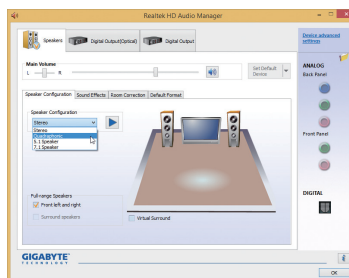 Realtek HD Audio Manager
Speakers
Digital Output(Optical)
Digital Output
Device advanced settings
Main Volume
L
R
Set Default Device
ANALOG
Back Panel
Speaker Configuration
Sound Effects
Room Correction
Default Format
Speaker Configuration
Stereo
Stereo
Quadraphonic
5.1 Speaker
7.1 Speaker
Front Panel
Full-range Speakers
Front left and right
Surround speakers
Virtual Surround
DIGITAL
GIGABYTE
TECHNOLOGY
OK